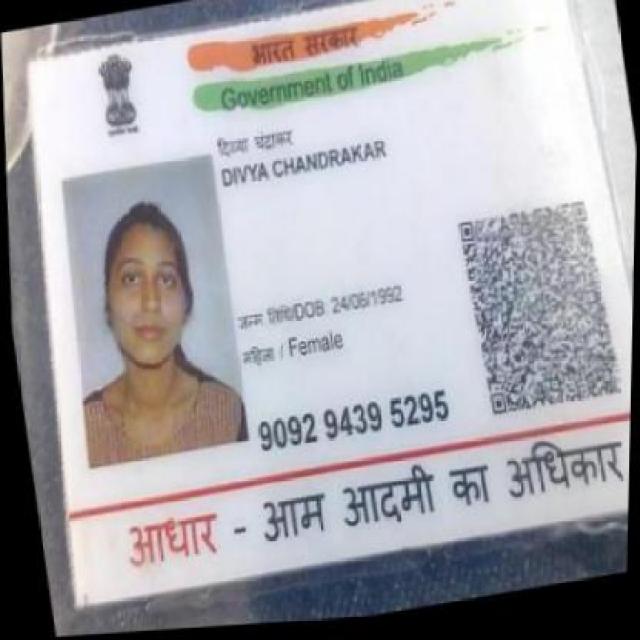 भारत सरकार
Government of India
दिव्या चंद्राकर
DIVYA CHANDRAKAR
जन्म तिथि/DOB 24/06/1992
महिला / Female
9092 9439 5295
आधार - आम आदमी का अधिकार